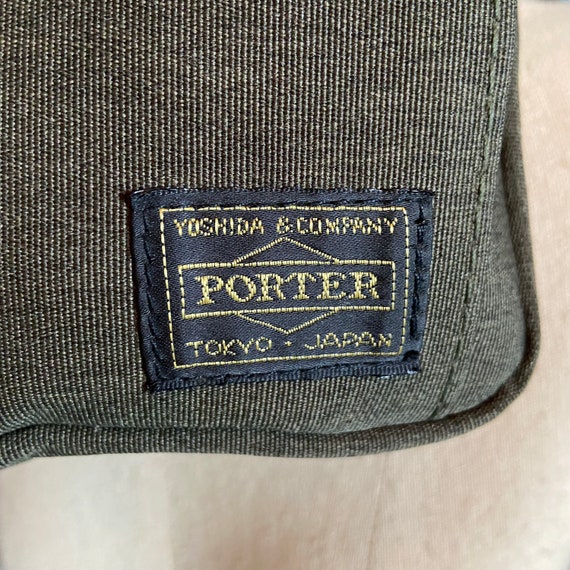 YOSHIDA & COMPANY
PORTER
TOKYO - JAPAN